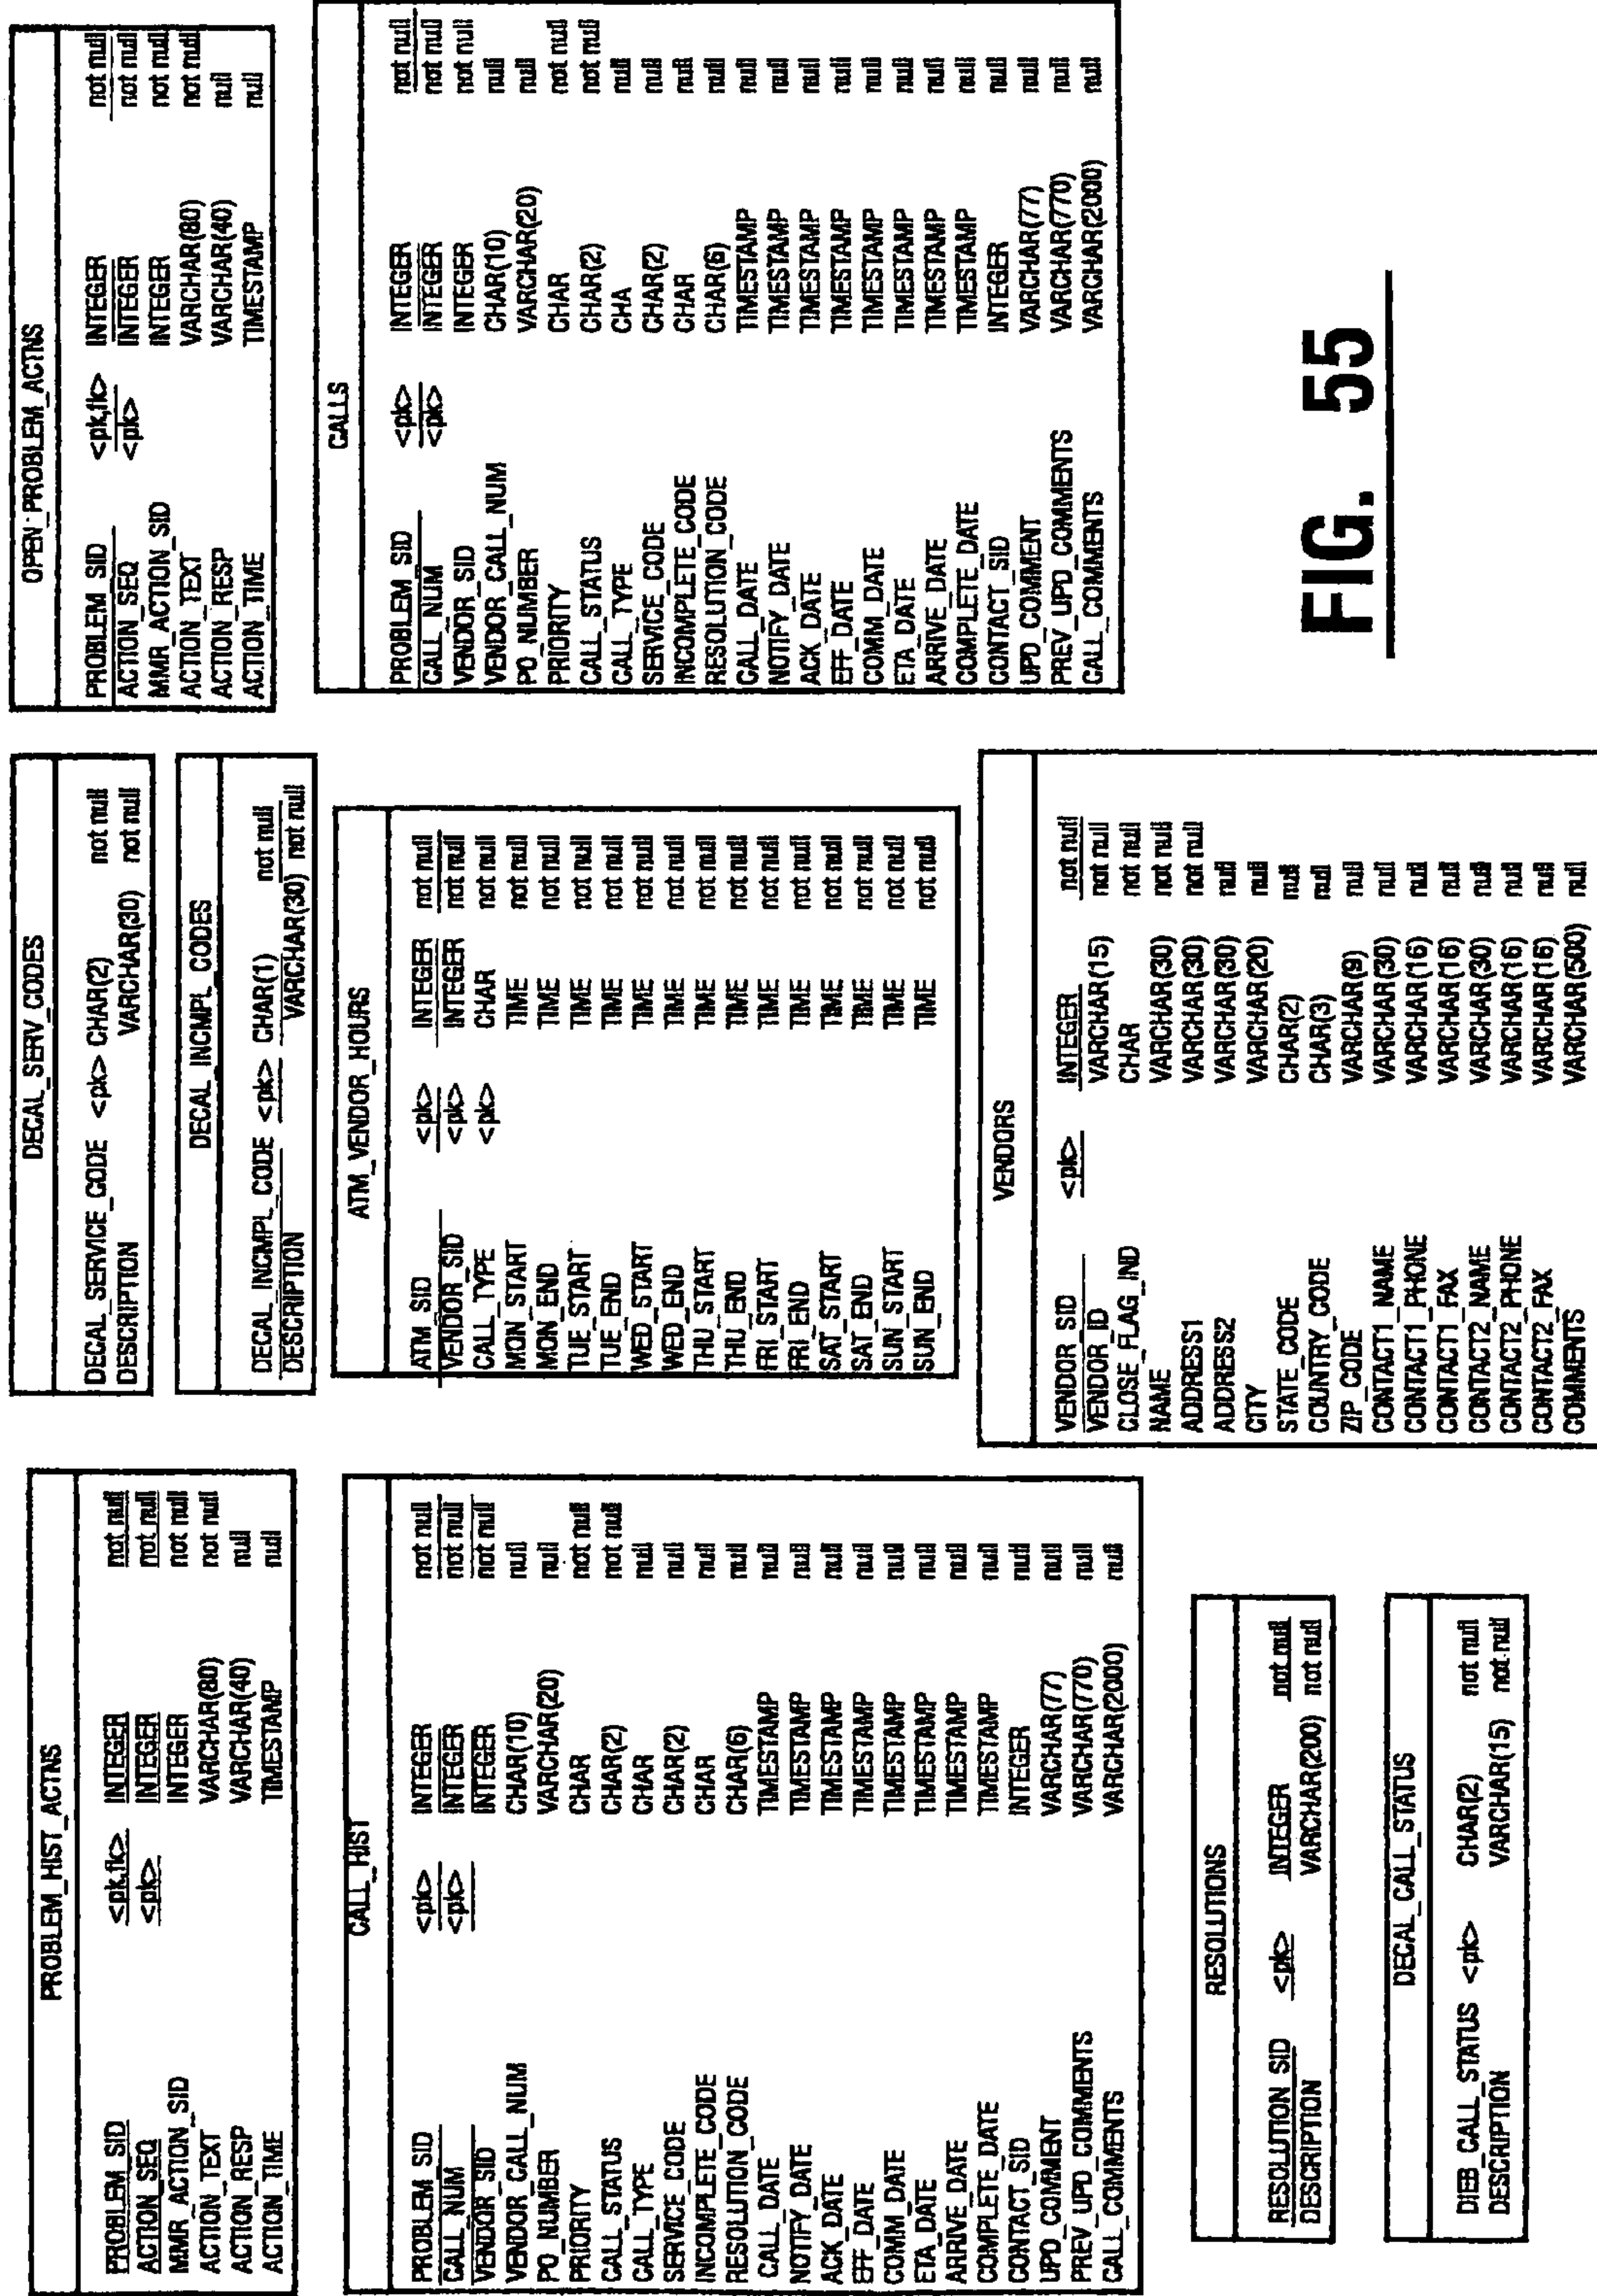 PROBLEM_HIST_ACTNS
PROBLEM_SID <pk,fk> INTEGER not null
ACTION_SEQ <pk> INTEGER not null
MMR_ACTION_SID INTEGER not null
ACTION_TEXT VARCHAR(80) not null
ACTION_RESP VARCHAR(40) null
ACTION_TIME TIMESTAMP null
CALL_HIST
PROBLEM_SID <pk> INTEGER not null
CALL_NUM <pk> INTEGER not null
VENDOR_SID INTEGER not null
VENDOR_CALL_NUM CHAR(10) null
PO_NUMBER VARCHAR(20) null
PRIORITY CHAR not null
CALL_STATUS CHAR(2) not null
CALL_TYPE CHAR null
SERVICE_CODE CHAR(2) null
INCOMPLETE_CODE CHAR null
RESOLUTION_CODE CHAR(6) null
CALL_DATE TIMESTAMP null
NOTIFY_DATE TIMESTAMP null
ACK_DATE TIMESTAMP null
EFF_DATE TIMESTAMP null
COMM_DATE TIMESTAMP null
ETA_DATE TIMESTAMP null
ARRIVE_DATE TIMESTAMP null
COMPLETE_DATE TIMESTAMP null
CONTACT_SID INTEGER null
UPD_COMMENT VARCHAR(77) null
PREV_UPD_COMMENTS VARCHAR(770) null
CALL_COMMENTS VARCHAR(2000) null
RESOLUTIONS
RESOLUTION_SID <pk> INTEGER not null
DESCRIPTION VARCHAR(200) not null
DECAL_CALL_STATUS
DIEB_CALL_STATUS <pk> CHAR(2) not null
DESCRIPTION VARCHAR(15) not null
DECAL_SERV_CODES
DECAL_SERVICE_CODE <pk> CHAR(2) not null
DESCRIPTION VARCHAR(30) not null
DECAL_INCMPL_CODES
DECAL_INCMPL_CODE <pk> CHAR(1) not null
DESCRIPTION VARCHAR(30) not null
ATM_VENDOR_HOURS
ATM_SID <pk> INTEGER not null
VENDOR_SID <pk> INTEGER not null
CALL_TYPE <pk> CHAR not null
MON_START TIME not null
MON_END TIME not null
TUE_START TIME not null
TUE_END TIME not null
WED_START TIME not null
WED_END TIME not null
THU_START TIME not null
THU_END TIME not null
FRI_START TIME not null
FRI_END TIME not null
SAT_START TIME not null
SAT_END TIME not null
SUN_START TIME not null
SUN_END TIME not null
VENDORS
VENDOR_SID <pk> INTEGER not null
VENDOR_ID VARCHAR(15) not null
CLOSE_FLAG_IND CHAR not null
NAME VARCHAR(30) not null
ADDRESS1 VARCHAR(30) not null
ADDRESS2 VARCHAR(30) null
CITY VARCHAR(20) null
STATE_CODE CHAR(2) null
COUNTRY_CODE CHAR(3) null
ZIP_CODE VARCHAR(9) null
CONTACT1_NAME VARCHAR(30) null
CONTACT1_PHONE VARCHAR(16) null
CONTACT1_FAX VARCHAR(16) null
CONTACT2_NAME VARCHAR(30) null
CONTACT2_PHONE VARCHAR(16) null
CONTACT2_FAX VARCHAR(16) null
COMMENTS VARCHAR(500) null
OPEN PROBLEM_ACTNS
PROBLEM_SID <pk,fk> INTEGER not null
ACTION_SEQ <pk> INTEGER not null
MMR_ACTION_SID INTEGER not null
ACTION_TEXT VARCHAR(80) not null
ACTION_RESP VARCHAR(40) null
ACTION_TIME TIMESTAMP null
CALLS
PROBLEM_SID <pk> INTEGER not null
CALL_NUM <pk> INTEGER not null
VENDOR_SID INTEGER not null
VENDOR_CALL_NUM CHAR(10) null
PO_NUMBER VARCHAR(20) null
PRIORITY CHAR not null
CALL_STATUS CHAR(2) not null
CALL_TYPE CHA null
SERVICE_CODE CHAR(2) null
INCOMPLETE_CODE CHAR null
RESOLUTION_CODE CHAR(6) null
CALL_DATE TIMESTAMP null
NOTIFY_DATE TIMESTAMP null
ACK_DATE TIMESTAMP null
EFF_DATE TIMESTAMP null
COMM_DATE TIMESTAMP null
ETA_DATE TIMESTAMP null
ARRIVE_DATE TIMESTAMP null
COMPLETE_DATE TIMESTAMP null
CONTACT_SID INTEGER null
UPD_COMMENT VARCHAR(77) null
PREV_UPD_COMMENTS VARCHAR(770) null
CALL_COMMENTS VARCHAR(2000) null
FIG. 55